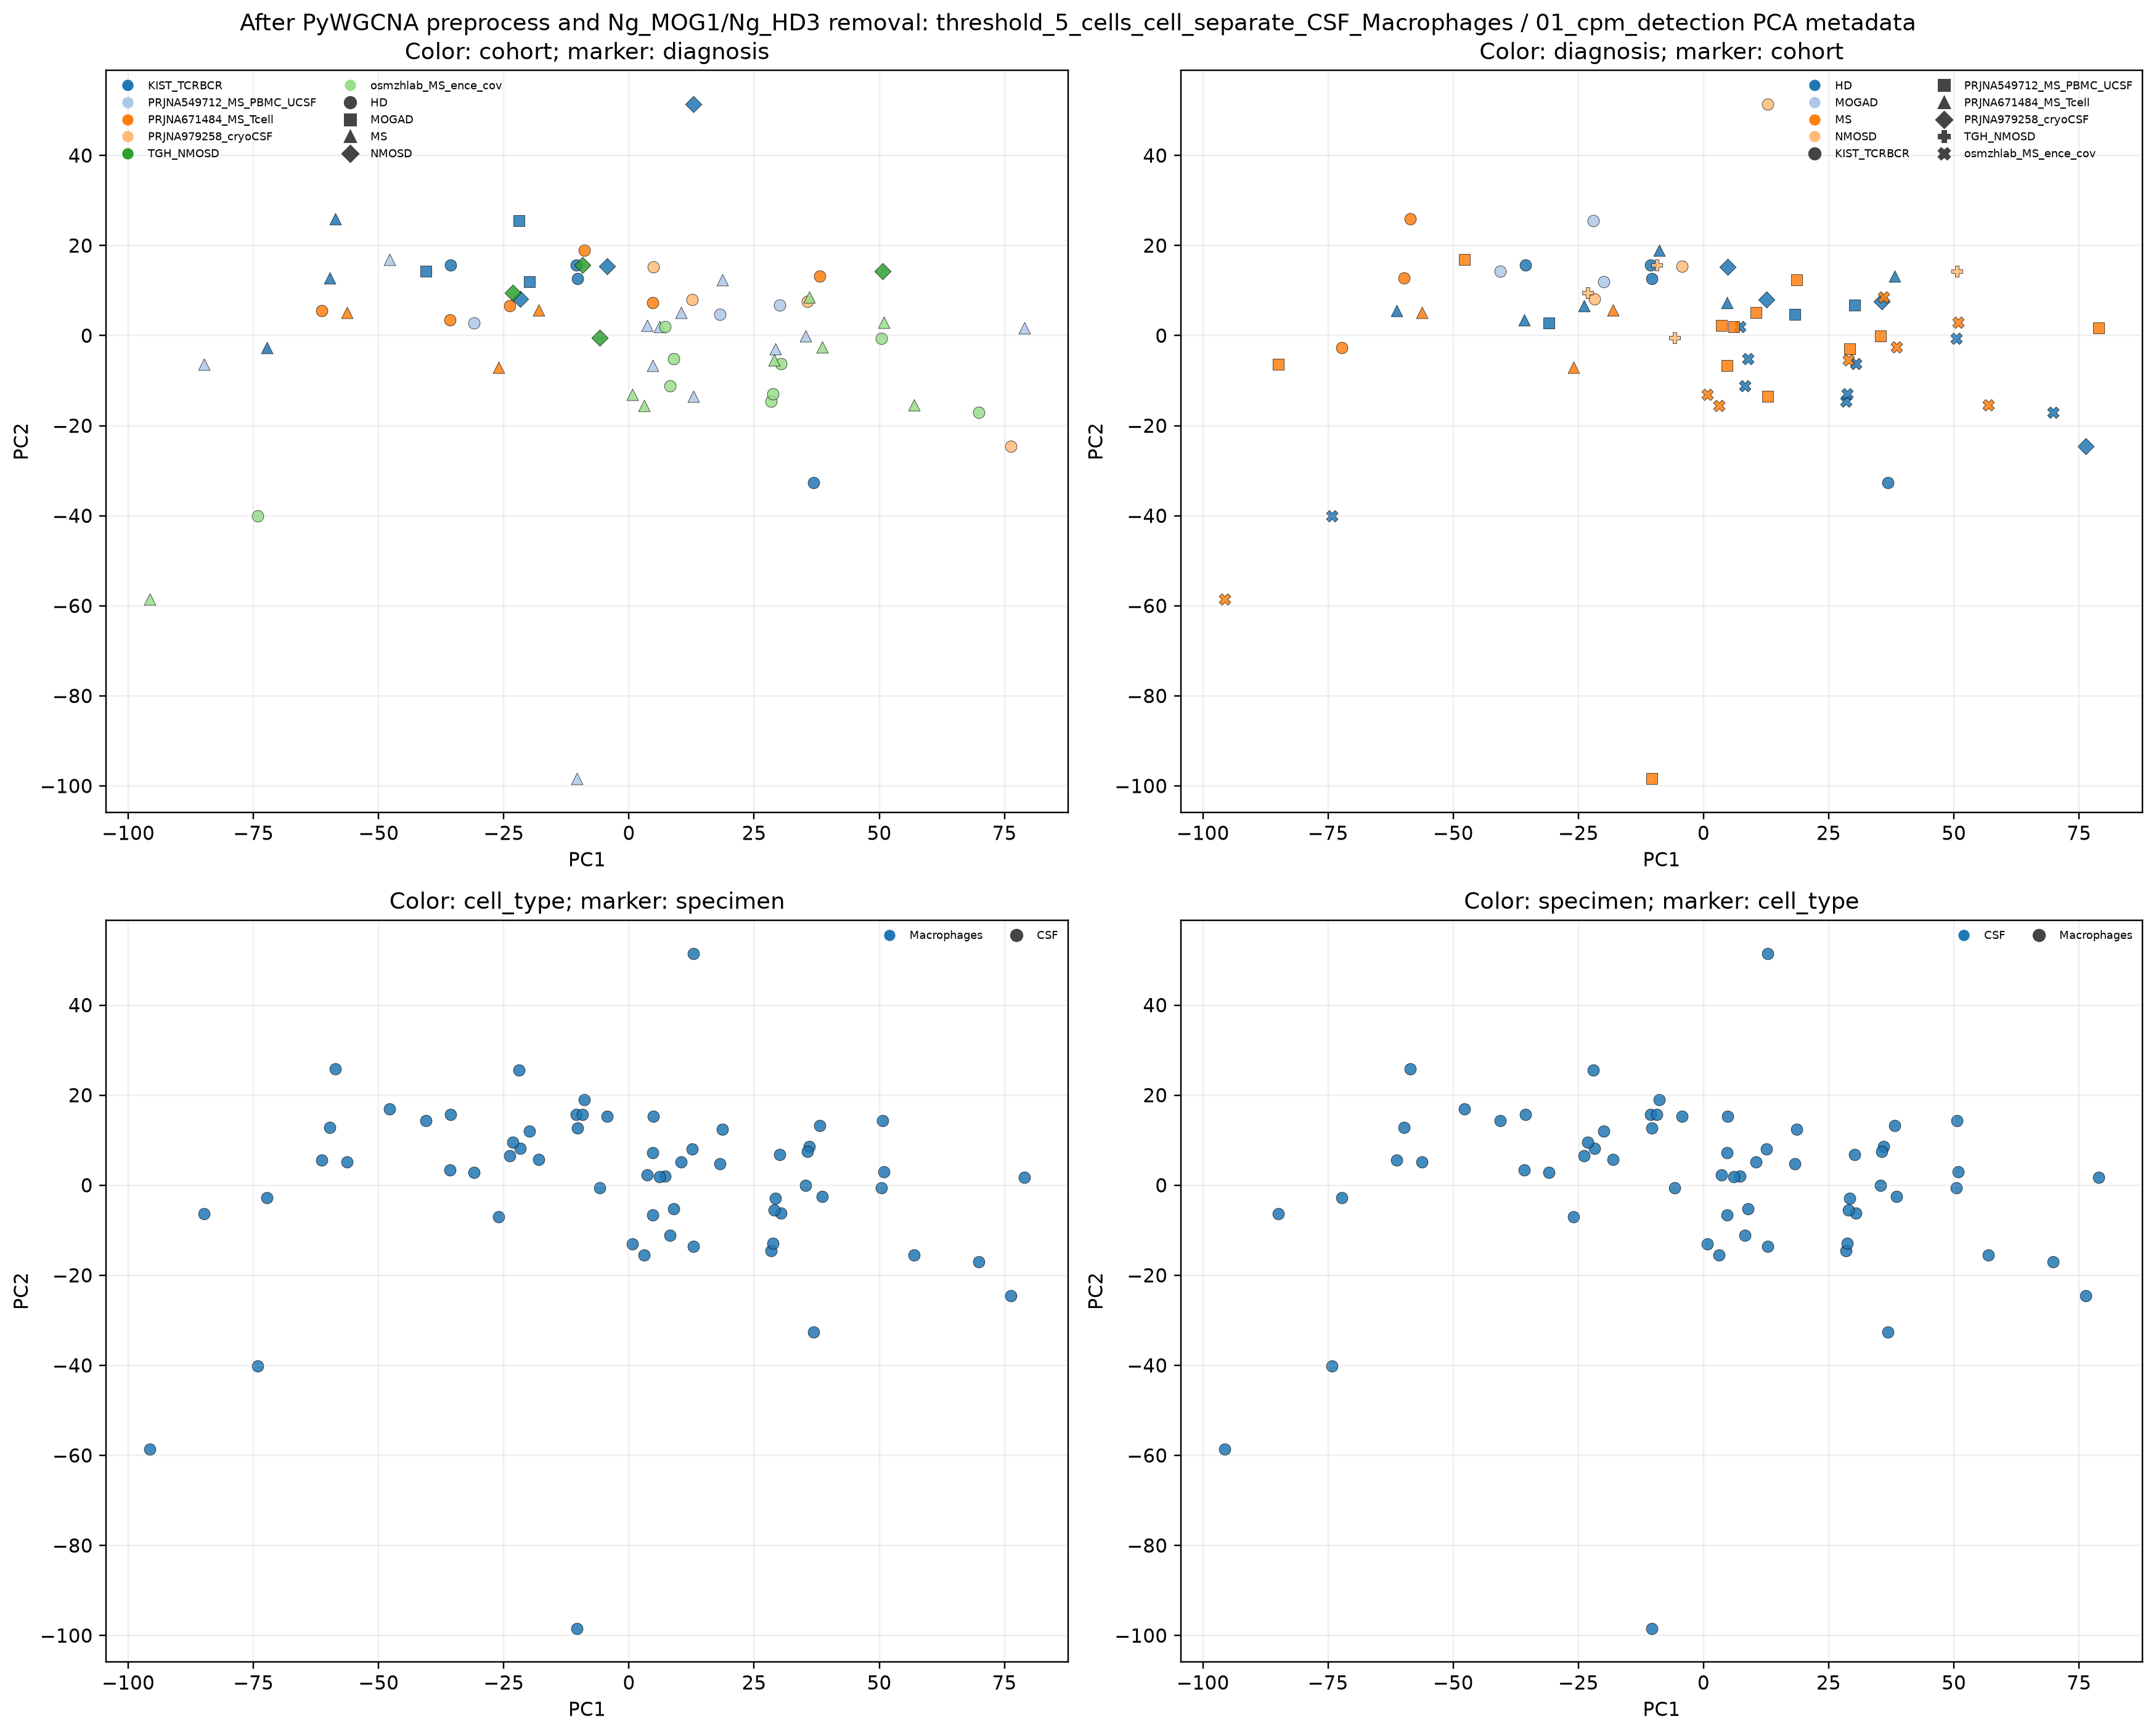 After PyWGCNA preprocess and Ng_MOG1/Ng_HD3 removal: threshold_5_cells_cell_separate_CSF_Macrophages / 01_cpm_detection PCA metadata
Color: cohort; marker: diagnosis
KIST_TCRBCR
PRJNA549712_MS_PBMC_UCSF
PRJNA671484_MS_Tcell
PRJNA979258_cryoCSF
TGH_NMOSD
osmzhlab_MS_ence_cov
HD
MOGAD
MS
NMOSD
40
20
0
−20
−40
−60
−80
−100
PC2
−100 −75 −50 −25 0 25 50 75
PC1
Color: diagnosis; marker: cohort
HD
MOGAD
MS
NMOSD
KIST_TCRBCR
PRJNA549712_MS_PBMC_UCSF
PRJNA671484_MS_Tcell
PRJNA979258_cryoCSF
TGH_NMOSD
osmzhlab_MS_ence_cov
40
20
0
−20
−40
−60
−80
−100
PC2
−100 −75 −50 −25 0 25 50 75
PC1
Color: cell_type; marker: specimen
Macrophages CSF
40
20
0
−20
−40
−60
−80
−100
PC2
−100 −75 −50 −25 0 25 50 75
PC1
Color: specimen; marker: cell_type
CSF Macrophages
40
20
0
−20
−40
−60
−80
−100
PC2
−100 −75 −50 −25 0 25 50 75
PC1